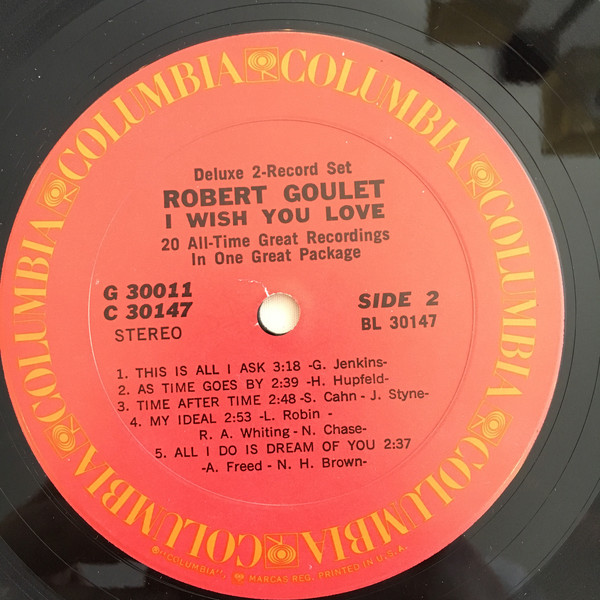 COLUMBIA COLUMBIA COLUMBIA COLUMBIA COLUMBIA COLUMBIA
Deluxe 2-Record Set
ROBERT GOULET
I WISH YOU LOVE
20 All-Time Great Recordings
In One Great Package
G 30011
C 30147
STEREO
SIDE 2
BL 30147
1. THIS IS ALL I ASK 3:18 -G. Jenkins-
2. AS TIME GOES BY 2:39 -H. Hupfeld-
3. TIME AFTER TIME 2:48 -S. Cahn - J. Styne-
4. MY IDEAL 2:53 -L. Robin -
R. A. Whiting - N. Chase-
5. ALL I DO IS DREAM OF YOU 2:37
-A. Freed - N. H. Brown-
®-"COLUMBIA", MARCAS REG. PRINTED IN U.S.A.